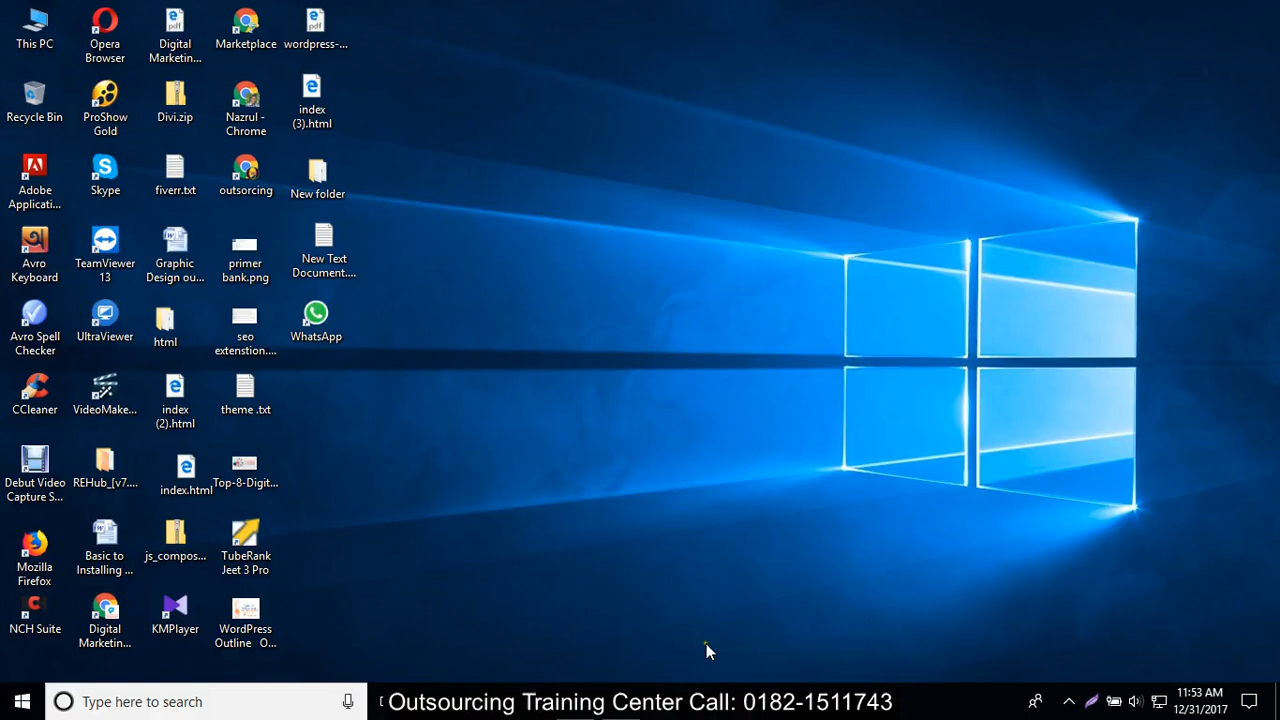 This PC
Opera
Browser
Digital
Marketin...
Marketplace
wordpress-...
Recycle Bin
ProShow
Gold
Divi.zip
Nazrul -
Chrome
index
(3).html
Adobe
Applicati...
Skype
fiverr.txt
outsorcing
New folder
Avro
Keyboard
TeamViewer
13
Graphic
Design ou...
primer
bank.png
New Text
Document....
Avro Spell
Checker
UltraViewer
html
seo
extenstion....
WhatsApp
CCleaner
VideoMake...
index
(2).html
theme .txt
Debut Video
Capture S...
REHub_[v7....
index.html
Top-8-Digit...
Mozilla
Firefox
Basic to
Installing ...
js_compos...
TubeRank
Jeet 3 Pro
NCH Suite
Digital
Marketin...
KMPlayer
WordPress
Outline O...
Type here to search
Outsourcing Training Center Call: 0182-1511743
11:53 AM
12/31/2017